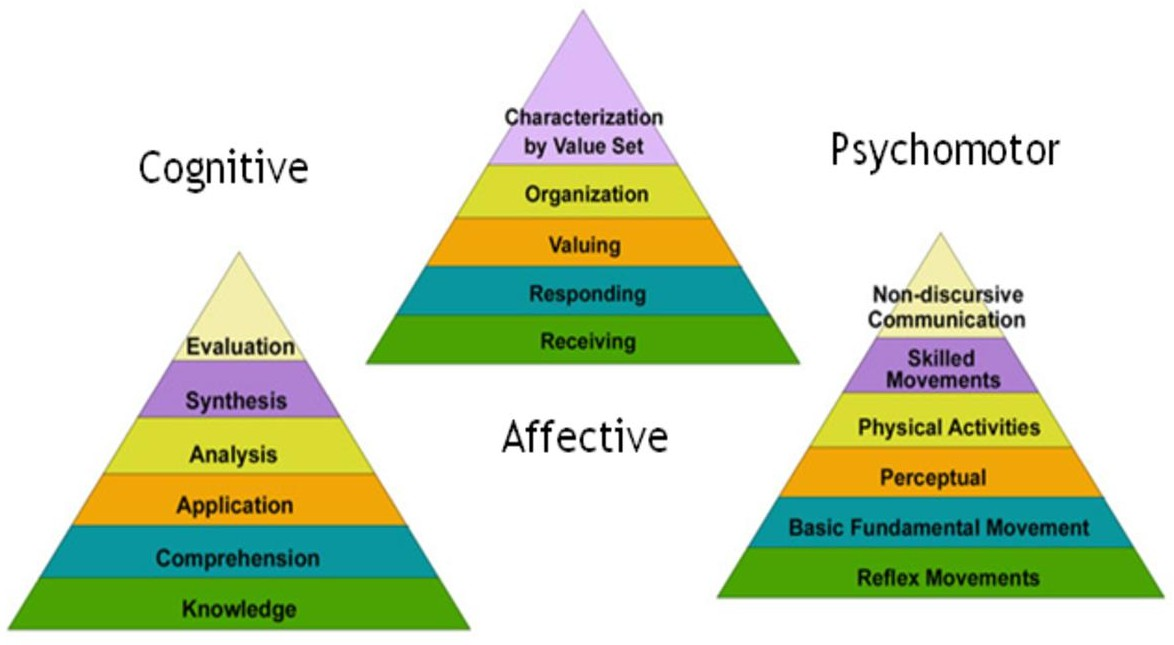 Cognitive
Evaluation
Synthesis
Analysis
Application
Comprehension
Knowledge
Characterization
by Value Set
Organization
Valuing
Responding
Receiving
Affective
Psychomotor
Non-discursive
Communication
Skilled
Movements
Physical Activities
Perceptual
Basic Fundamental Movement
Reflex Movements